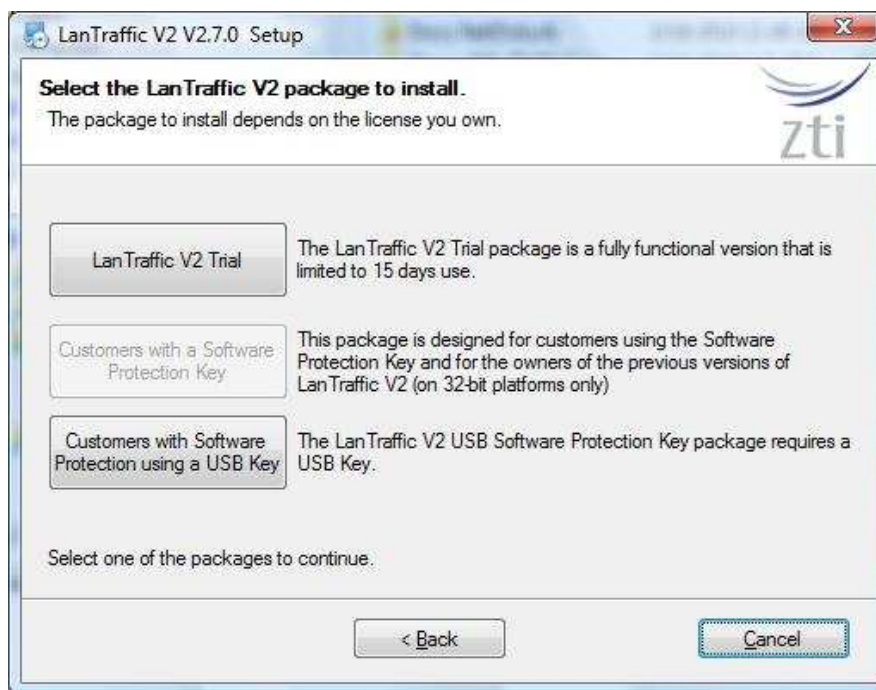 LanTraffic V2 V2.7.0 Setup
X
Select the LanTraffic V2 package to install.
The package to install depends on the license you own.
zti
LanTraffic V2 Trial
The LanTraffic V2 Trial package is a fully functional version that is
limited to 15 days use.
Customers with a Software
Protection Key
This package is designed for customers using the Software
Protection Key and for the owners of the previous versions of
LanTraffic V2 (on 32-bit platforms only)
Customers with Software
Protection using a USB Key
The LanTraffic V2 USB Software Protection Key package requires a
USB Key.
Select one of the packages to continue.
< Back
Cancel